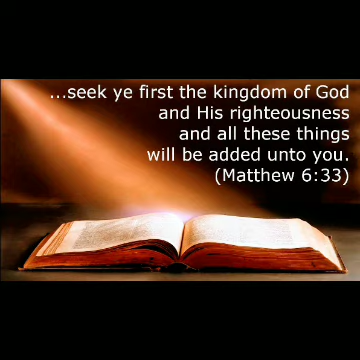 ...seek ye first the kingdom of God
and His righteousness
and all these things
will be added unto you.
(Matthew 6:33)